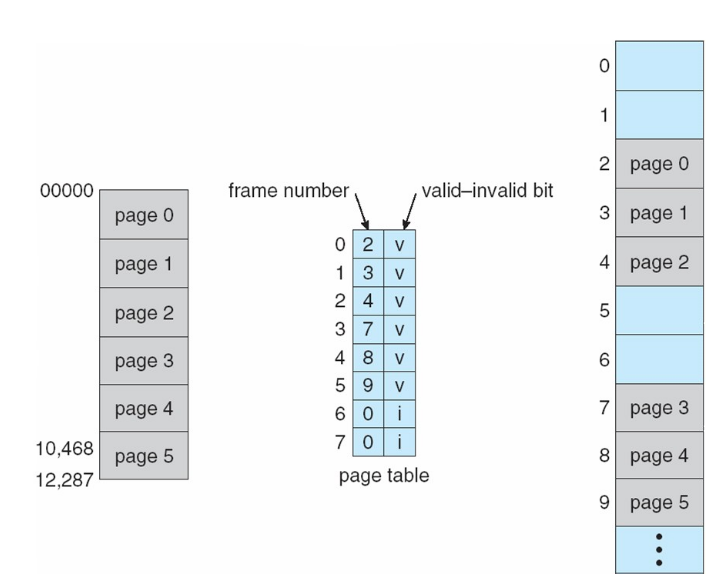 00000
page 0
page 1
page 2
page 3
page 4
page 5
10,468
12,287
frame number
valid–invalid bit
0 2 v
1 3 v
2 4 v
3 7 v
4 8 v
5 9 v
6 0 i
7 0 i
page table
0
1
2 page 0
3 page 1
4 page 2
5
6
7 page 3
8 page 4
9 page 5